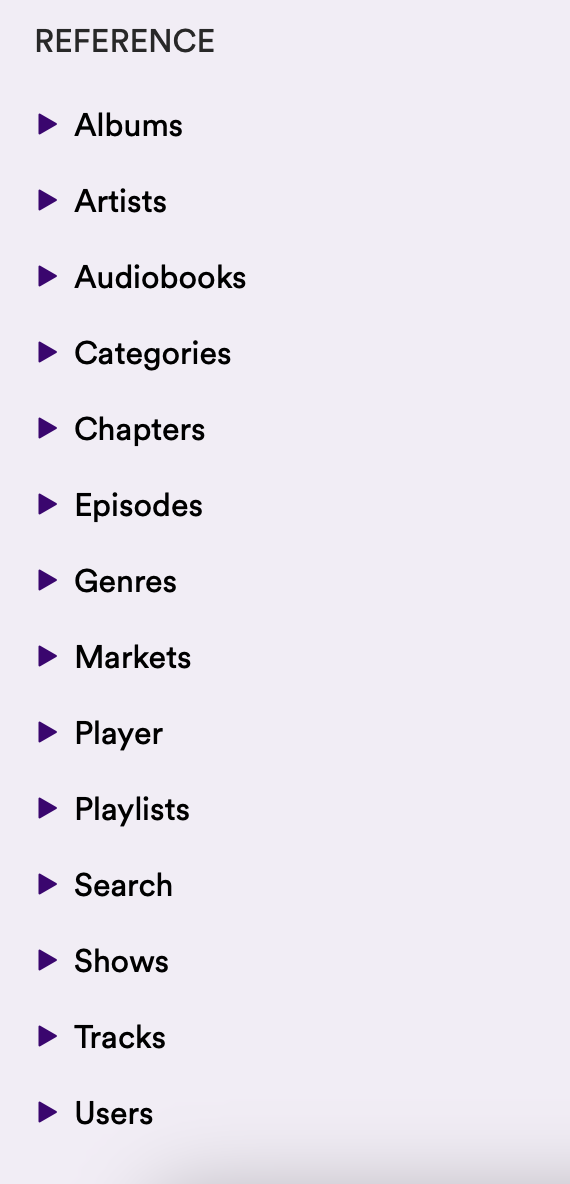 REFERENCE
Albums
Artists
Audiobooks
Categories
Chapters
Episodes
Genres
Markets
Player
Playlists
Search
Shows
Tracks
Users